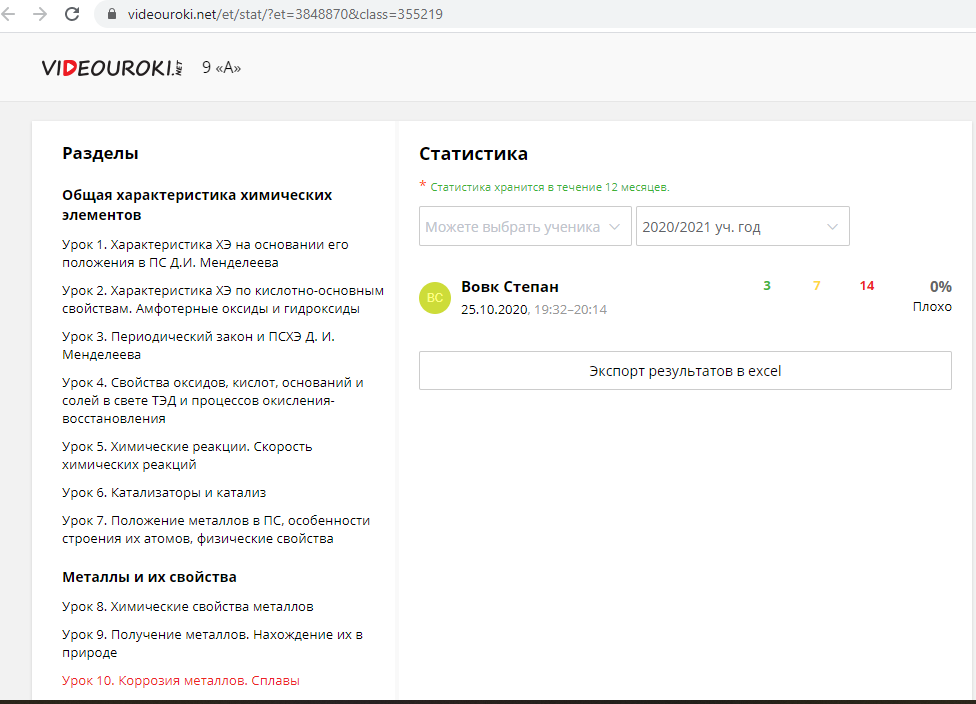 videouroki.net/et/stat/?et=3848870&class=355219
VIDEOUROKI.NET 9 «А»
Разделы
Общая характеристика химических
элементов
Урок 1. Характеристика ХЭ на основании его
положения в ПС Д.И. Менделеева
Урок 2. Характеристика ХЭ по кислотно-основным
свойствам. Амфотерные оксиды и гидроксиды
Урок 3. Периодический закон и ПСХЭ Д. И.
Менделеева
Урок 4. Свойства оксидов, кислот, оснований и
солей в свете ТЭД и процессов окисления-
восстановления
Урок 5. Химические реакции. Скорость
химических реакций
Урок 6. Катализаторы и катализ
Урок 7. Положение металлов в ПС, особенности
строения их атомов, физические свойства
Металлы и их свойства
Урок 8. Химические свойства металлов
Урок 9. Получение металлов. Нахождение их в
природе
Урок 10. Коррозия металлов. Сплавы
Статистика
* Статистика хранится в течение 12 месяцев.
Можете выбрать ученика 2020/2021 уч. год
ВС Вовк Степан 3 7 14 0%
25.10.2020, 19:32–20:14 Плохо
Экспорт результатов в excel